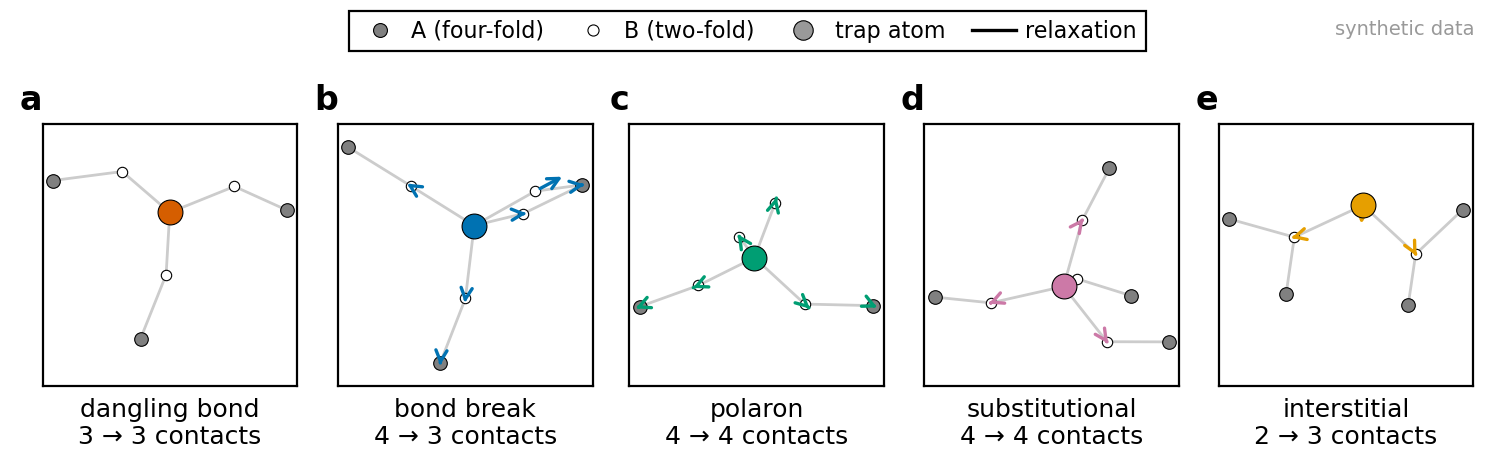 A (four-fold) B (two-fold) trap atom relaxation
synthetic data
a b c d e
dangling bond
3 → 3 contacts
bond break
4 → 3 contacts
polaron
4 → 4 contacts
substitutional
4 → 4 contacts
interstitial
2 → 3 contacts